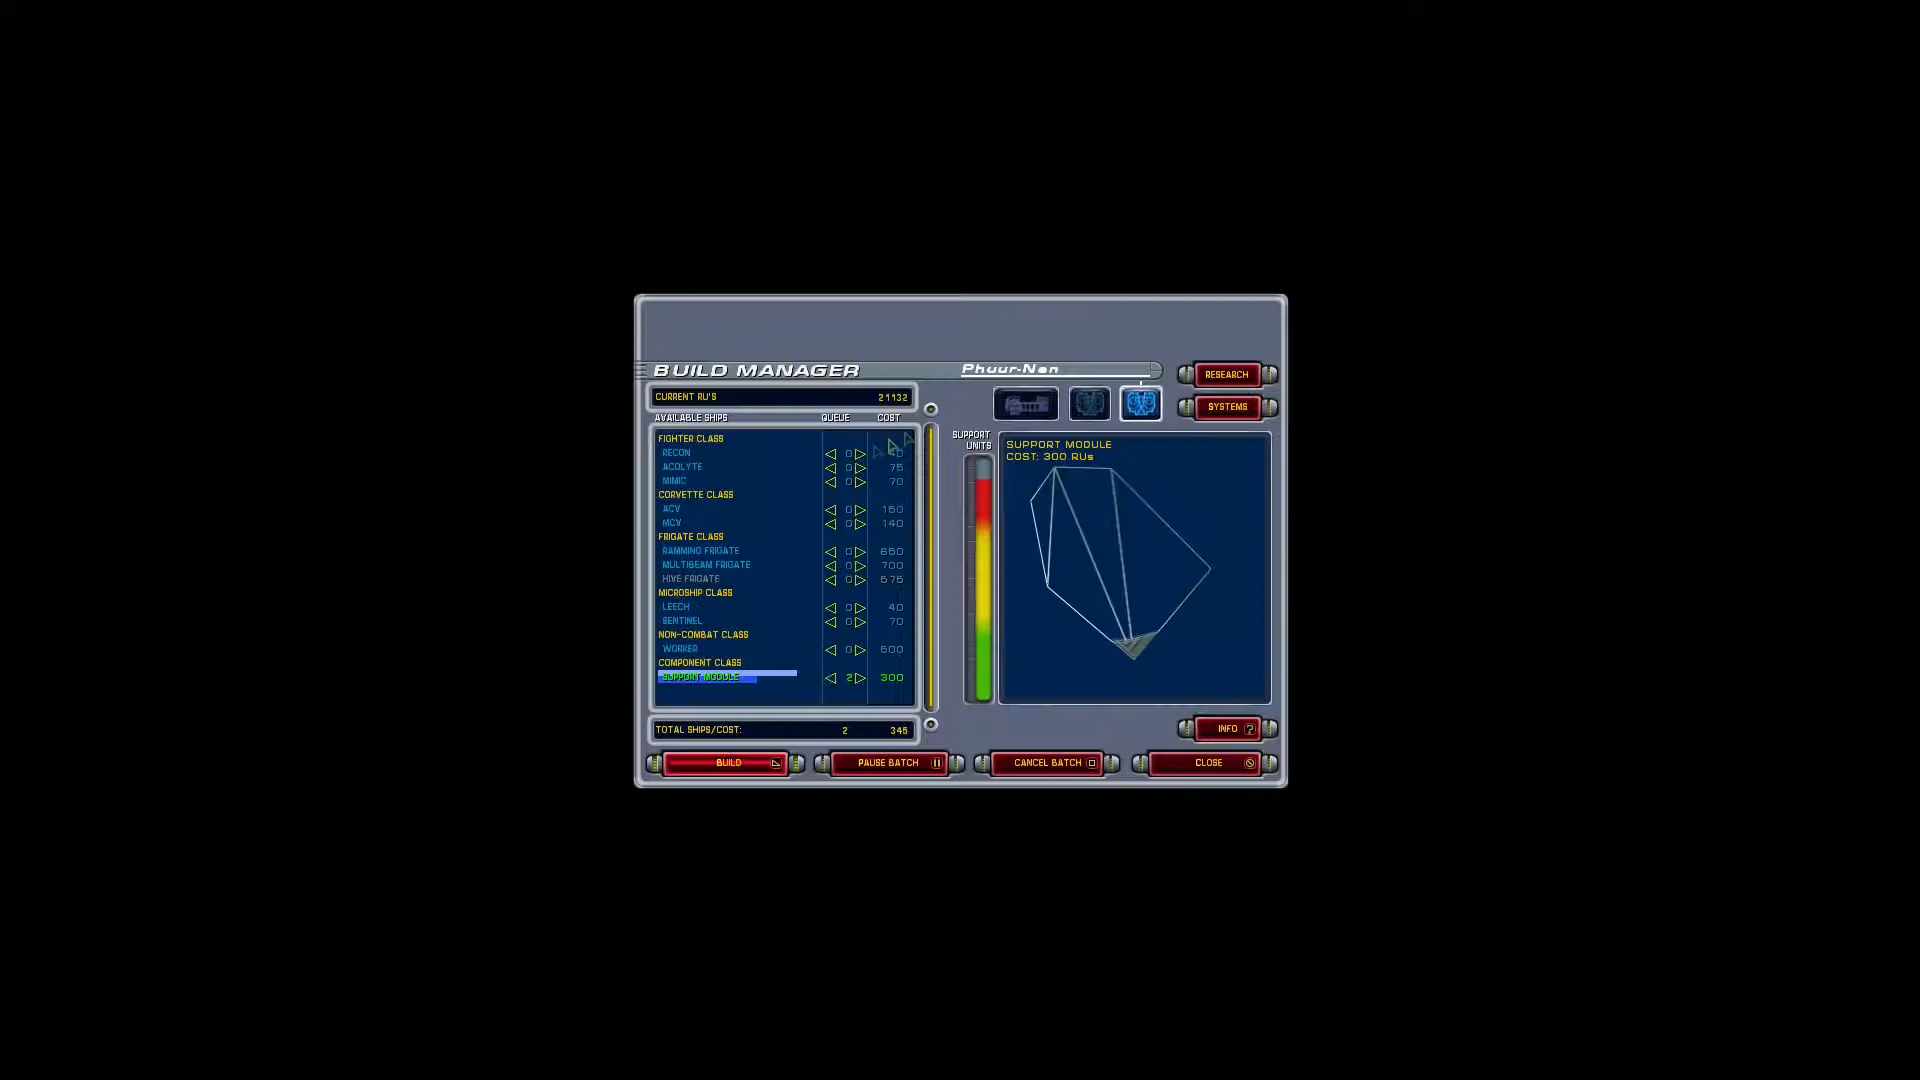 BUILD MANAGER
Phuur-Nen
RESEARCH
CURRENT RU'S 21132
SYSTEMS
AVAILABLE SHIPS QUEUE COST
FIGHTER CLASS
RECON 0 40
ACOLYTE 0 75
MIMIC 0 70
CORVETTE CLASS
ACV 0 150
MCV 0 140
FRIGATE CLASS
RAMMING FRIGATE 0 650
MULTIBEAM FRIGATE 0 700
HIVE FRIGATE 0 575
MICROSHIP CLASS
LEECH 0 40
SENTINEL 0 70
NON-COMBAT CLASS
WORKER 0 500
COMPONENT CLASS
SUPPORT MODULE 2 300
SUPPORT
UNITS
SUPPORT MODULE
COST: 300 RUs
TOTAL SHIPS/COST: 2 345
INFO ?
BUILD
PAUSE BATCH
CANCEL BATCH
CLOSE